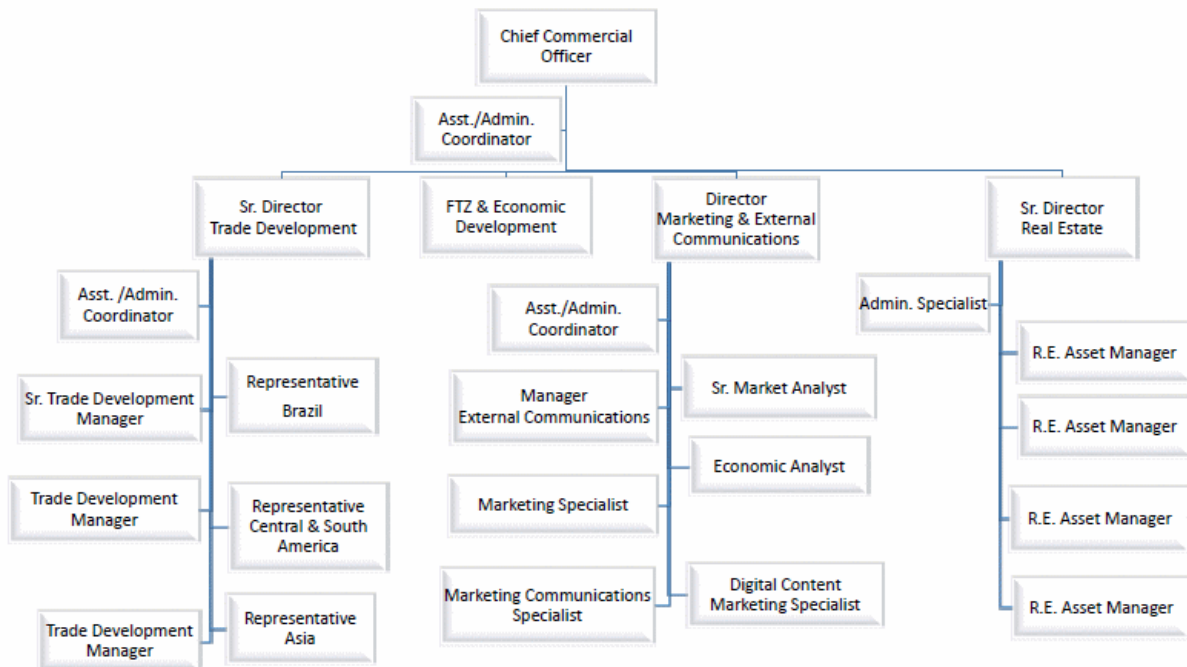 Chief Commercial
Officer
Asst./Admin.
Coordinator
Sr. Director
Trade Development
FTZ & Economic
Development
Director
Marketing & External
Communications
Sr. Director
Real Estate
Asst. /Admin.
Coordinator
Sr. Trade Development
Manager
Trade Development
Manager
Trade Development
Manager
Representative
Brazil
Representative
Central & South
America
Representative
Asia
Asst./Admin.
Coordinator
Manager
External Communications
Marketing Specialist
Marketing Communications
Specialist
Sr. Market Analyst
Economic Analyst
Digital Content
Marketing Specialist
Admin. Specialist
R.E. Asset Manager
R.E. Asset Manager
R.E. Asset Manager
R.E. Asset Manager